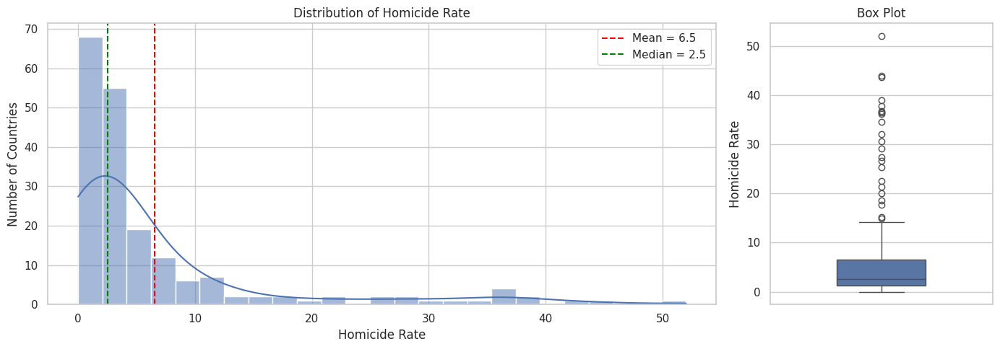 Distribution of Homicide Rate
Number of Countries
70
60
50
40
30
20
10
0
0 10 20 30 40 50
Homicide Rate
Mean = 6.5
Median = 2.5
Box Plot
Homicide Rate
50
40
30
20
10
0